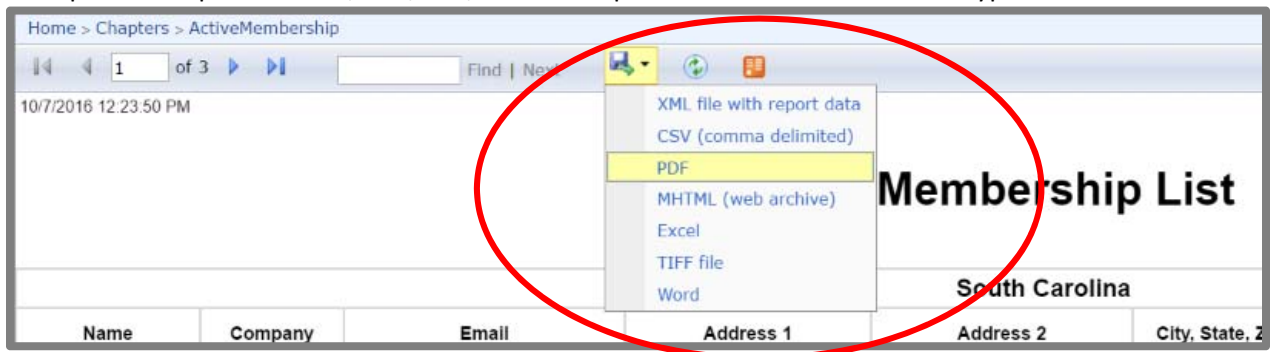 Home > Chapters > ActiveMembership
1 of 3 Find | Next
10/7/2016 12:23:50 PM
XML file with report data
CSV (comma delimited)
PDF
MHTML (web archive)
Excel
TIFF file
Word
Membership List
South Carolina
Name Company Email Address 1 Address 2 City, State, Z